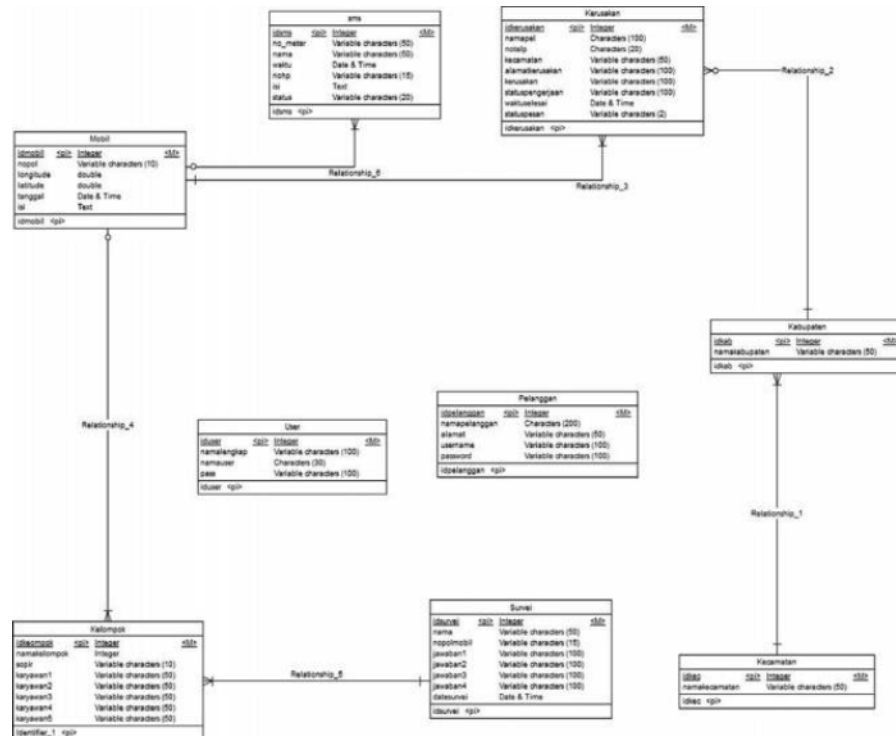 sms
idsms <pi> Integer <M>
no_meter Variable characters (50)
nama Variable characters (50)
waktu Date & Time
nohp Variable characters (15)
isi Text
status Variable characters (20)
idsms <pi>
Kerusakan
idkerusakan <pi> Integer <M>
namapel Characters (100)
notelp Characters (20)
kecamatan Variable characters (50)
alamatkerusakan Variable characters (100)
kerusakan Variable characters (100)
statuspengerjaan Variable characters (100)
waktuselesai Date & Time
statuspesan Variable characters (2)
idkerusakan <pi>
Relationship_2
Mobil
idmobil <pi> Integer <M>
nopol Variable characters (10)
longitude double
latitude double
tanggal Date & Time
isi Text
idmobil <pi>
Relationship_6
Relationship_3
Kabupaten
idkab <pi> Integer <M>
namakabupaten Variable characters (50)
idkab <pi>
Relationship_4
User
iduser <pi> Integer <M>
namalengkap Variable characters (100)
namauser Characters (30)
pass Variable characters (100)
iduser <pi>
Pelanggan
idpelanggan <pi> Integer <M>
namapelanggan Characters (200)
alamat Variable characters (50)
username Variable characters (100)
password Variable characters (100)
idpelanggan <pi>
Relationship_1
Kelompok
idkeompok <pi> Integer <M>
namakelompok Integer
sopir Variable characters (10)
karyawan1 Variable characters (50)
karyawan2 Variable characters (50)
karyawan3 Variable characters (50)
karyawan4 Variable characters (50)
karyawan5 Variable characters (50)
Identifier_1 <pi>
Relationship_5
Survei
idsurvei <pi> Integer <M>
nama Variable characters (50)
nopolmobil Variable characters (15)
jawaban1 Variable characters (100)
jawaban2 Variable characters (100)
jawaban3 Variable characters (100)
jawaban4 Variable characters (100)
datesurvei Date & Time
idsurvei <pi>
Kecamatan
idkec <pi> Integer <M>
namakecamatan Variable characters (50)
idkec <pi>